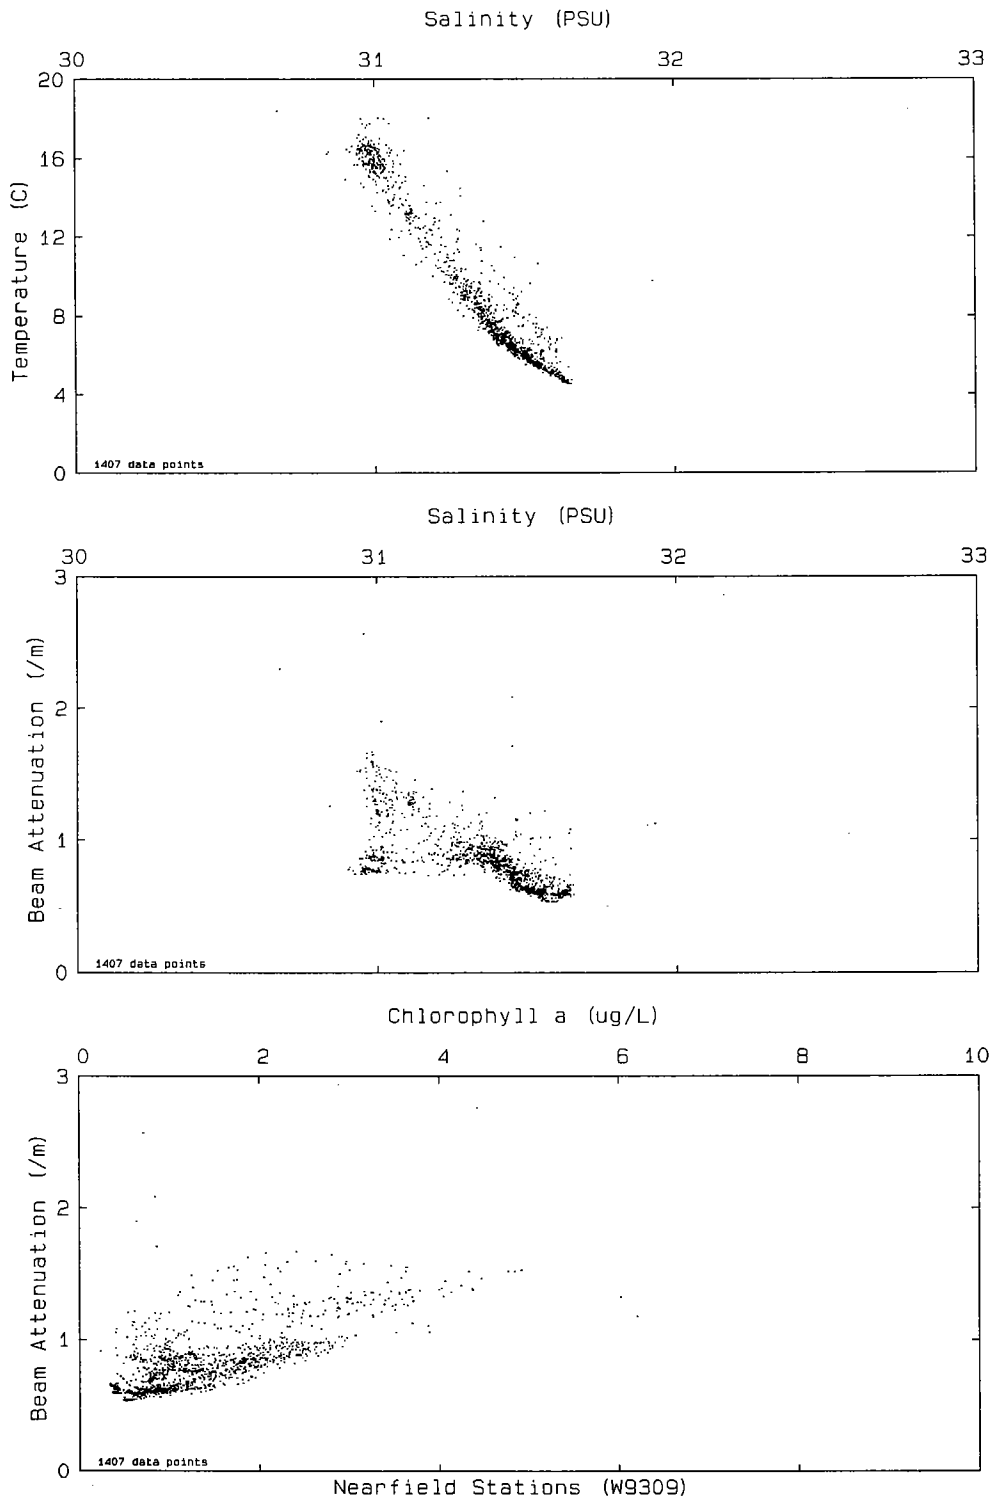 Salinity (PSU)
30 31 32 33
20
16
12
8
4
0
Temperature (C)
1407 data points
Salinity (PSU)
30 31 32 33
3
2
1
0
Beam Attenuation (/m)
1407 data points
Chlorophyll a (ug/L)
0 2 4 6 8 10
3
2
1
0
Beam Attenuation (/m)
1407 data points
Nearfield Stations (W9309)